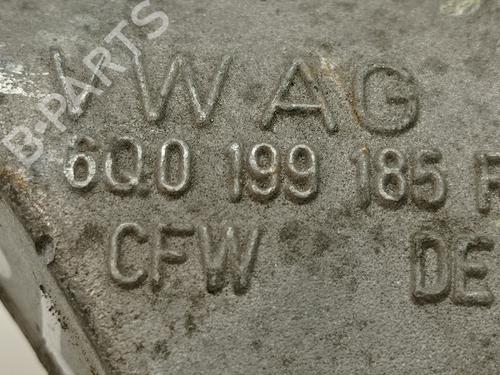 VWAG
6Q0 199 185 F
CFW DE
B-PARTS